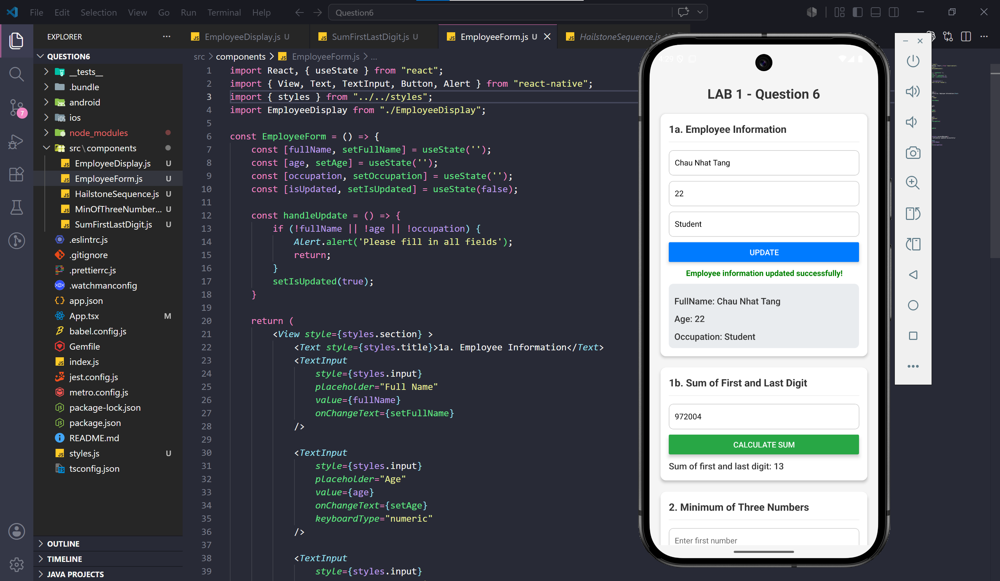 File Edit Selection View Go Run Terminal Help
Question6
EXPLORER
QUESTION6
__tests__
.bundle
android
ios
node_modules
src\components
EmployeeDisplay.js U
EmployeeForm.js U
HailstoneSequence.js U
MinOfThreeNumber... U
SumFirstLastDigit.js U
.eslintrc.js
.gitignore
.prettierrc.js
.watchmanconfig
app.json
App.tsx M
babel.config.js
Gemfile
index.js
jest.config.js
metro.config.js
package-lock.json
package.json
README.md
styles.js U
tsconfig.json
OUTLINE
TIMELINE
JAVA PROJECTS
7
EmployeeDisplay.js U
SumFirstLastDigit.js U
EmployeeForm.js U
HailstoneSequence.js
src > components > EmployeeForm.js > ...
1 import React, { useState } from "react";
2 import { View, Text, TextInput, Button, Alert } from "react-native";
3 import { styles } from "../../styles";
4 import EmployeeDisplay from "./EmployeeDisplay";
5
6 const EmployeeForm = () => {
7 const [fullName, setFullName] = useState('');
8 const [age, setAge] = useState('');
9 const [occupation, setOccupation] = useState('');
10 const [isUpdated, setIsUpdated] = useState(false);
11
12 const handleUpdate = () => {
13 if (!fullName || !age || !occupation) {
14 Alert.alert('Please fill in all fields');
15 return;
16 }
17 setIsUpdated(true);
18 }
19
20 return (
21 <View style={styles.section} >
22 <Text style={styles.title}>1a. Employee Information</Text>
23 <TextInput
24 style={styles.input}
25 placeholder="Full Name"
26 value={fullName}
27 onChangeText={setFullName}
28 />
29
30 <TextInput
31 style={styles.input}
32 placeholder="Age"
33 value={age}
34 onChangeText={setAge}
35 keyboardType="numeric"
36 />
37
38 <TextInput
39 style={styles.input}
4:29
LAB 1 - Question 6
1a. Employee Information
Chau Nhat Tang
22
Student
UPDATE
Employee information updated successfully!
FullName: Chau Nhat Tang
Age: 22
Occupation: Student
1b. Sum of First and Last Digit
972004
CALCULATE SUM
Sum of first and last digit: 13
2. Minimum of Three Numbers
Enter first number